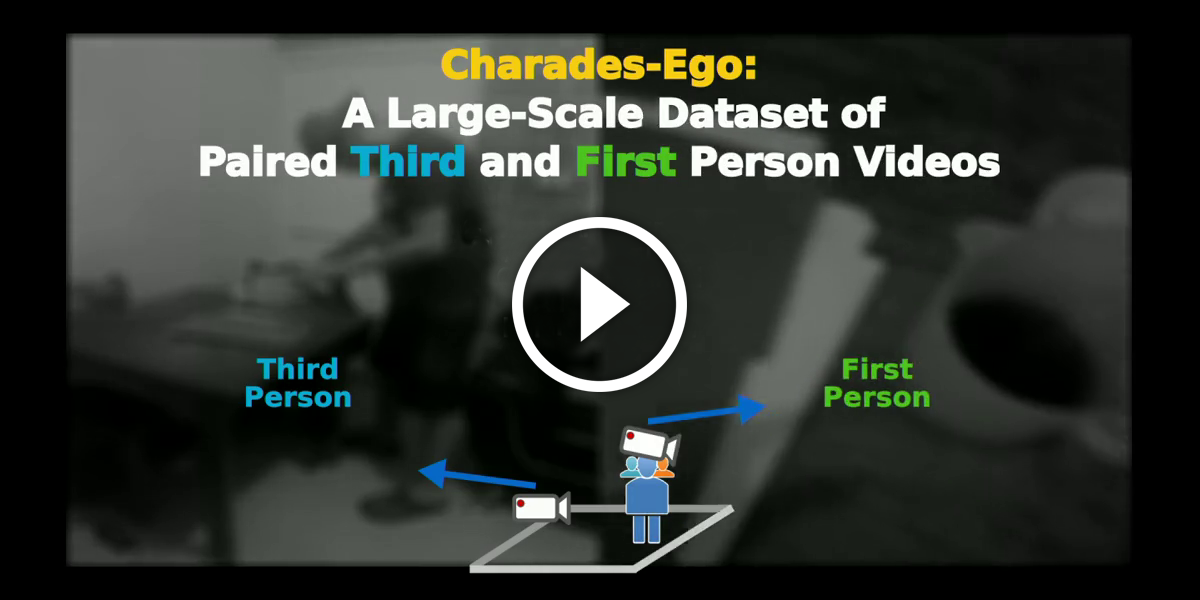 Charades-Ego:
A Large-Scale Dataset of
Paired Third and First Person Videos
Third
Person
First
Person